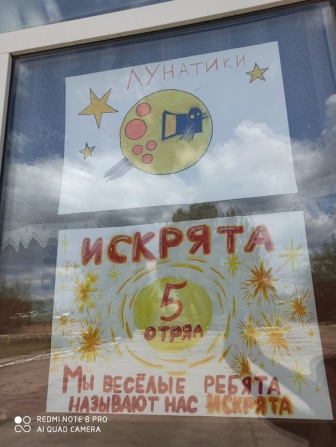 ЛУНАТИКИ
ИСКРЯТА
5
ОТРЯД
МЫ ВЕСЁЛЫЕ РЕБЯТА
НАЗЫВАЮТ НАС ИСКРЯТА
REDMI NOTE 8 PRO
AI QUAD CAMERA